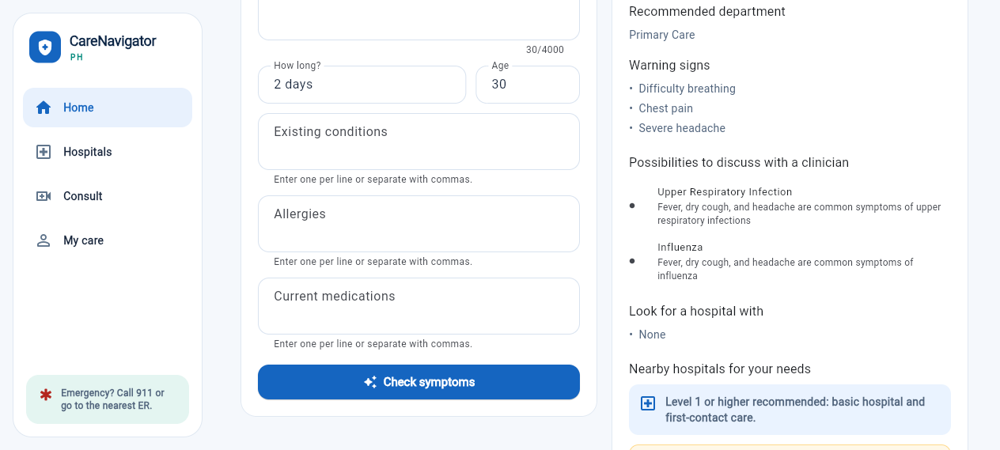 CareNavigator
PH
Home
Hospitals
Consult
My care
Emergency? Call 911 or
go to the nearest ER.
30/4000
How long?
2 days
Age
30
Existing conditions
Enter one per line or separate with commas.
Allergies
Enter one per line or separate with commas.
Current medications
Enter one per line or separate with commas.
Check symptoms
Recommended department
Primary Care
Warning signs
• Difficulty breathing
• Chest pain
• Severe headache
Possibilities to discuss with a clinician
Upper Respiratory Infection
Fever, dry cough, and headache are common symptoms of upper
respiratory infections
Influenza
Fever, dry cough, and headache are common symptoms of
influenza
Look for a hospital with
• None
Nearby hospitals for your needs
Level 1 or higher recommended: basic hospital and
first-contact care.